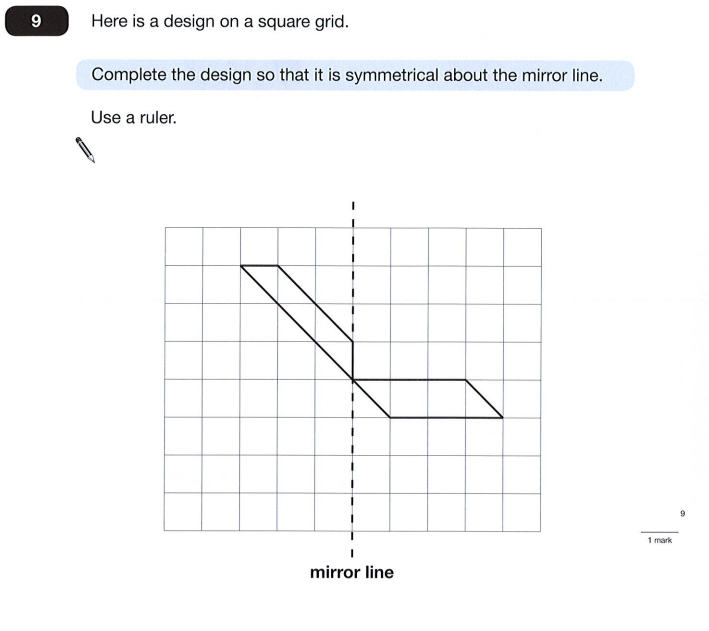 9 Here is a design on a square grid.
Complete the design so that it is symmetrical about the mirror line.
Use a ruler.
9
1 mark
mirror line